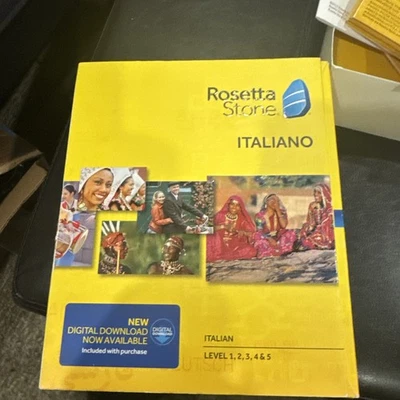 Rosetta
Stone
ITALIANO
NEW
DIGITAL DOWNLOAD
NOW AVAILABLE
Included with purchase
DIGITAL
DOWNLOAD
ITALIAN
LEVEL 1, 2, 3, 4 & 5